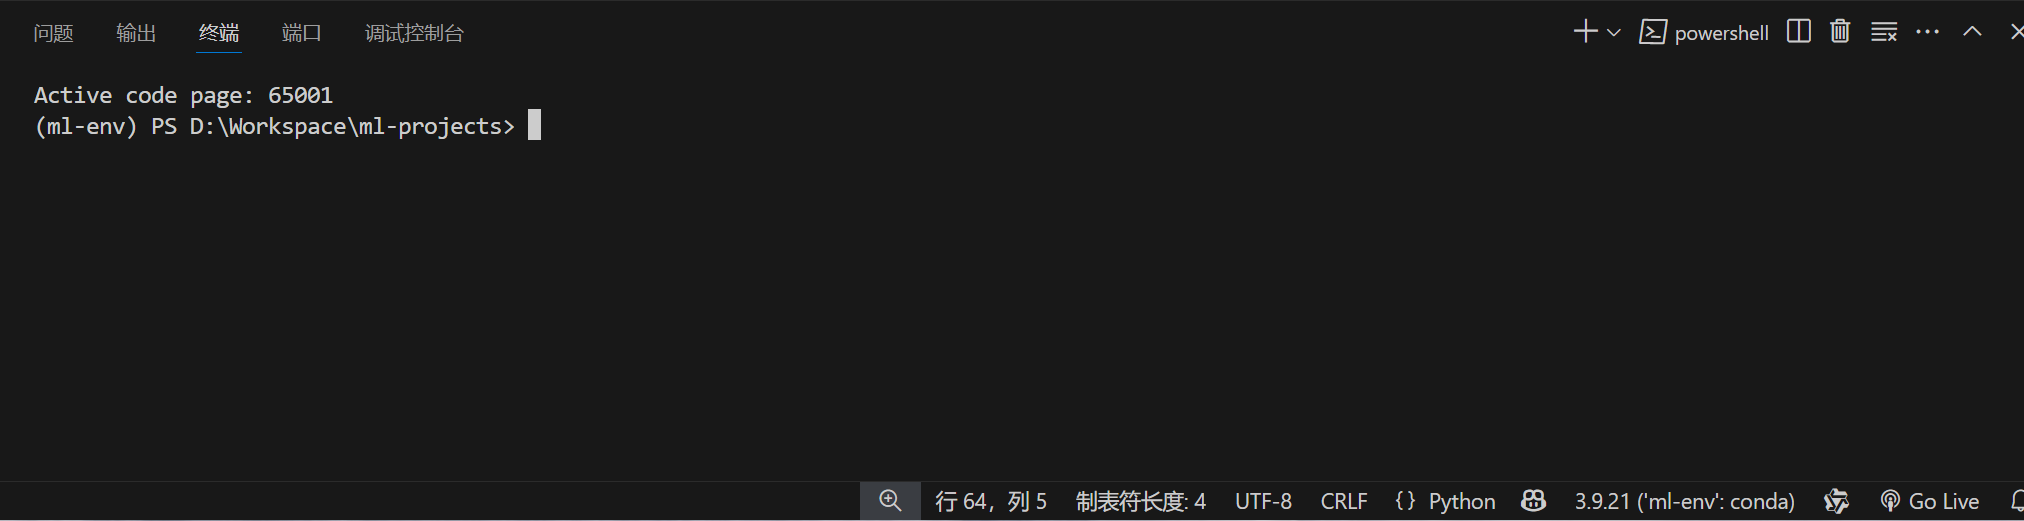 问题 输出 终端 端口 调试控制台 powershell
Active code page: 65001
(ml-env) PS D:\Workspace\ml-projects>
行 64，列 5 制表符长度: 4 UTF-8 CRLF {} Python 3.9.21 ('ml-env': conda) Go Live